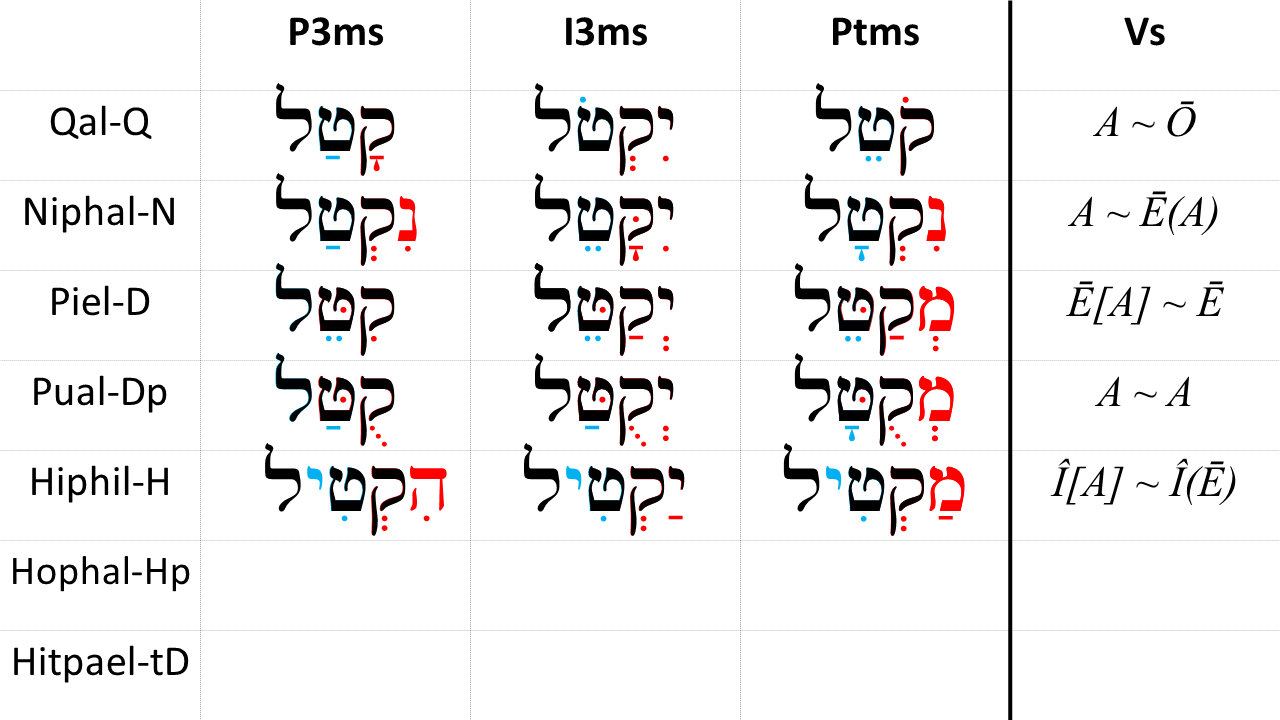 P3ms I3ms Ptms Vs
Qal-Q קָטַל יִקְטֹל קֹטֵל A ~ Ō
Niphal-N נִקְטַל יִקָּטֵל נִקְטָל A ~ Ē(A)
Piel-D קִטֵּל יְקַטֵּל מְקַטֵּל Ē[A] ~ Ē
Pual-Dp קֻטַּל יְקֻטַּל מְקֻטָּל A ~ A
Hiphil-H הִקְטִיל יַקְטִיל מַקְטִיל Î[A] ~ Î(Ē)
Hophal-Hp
Hitpael-tD